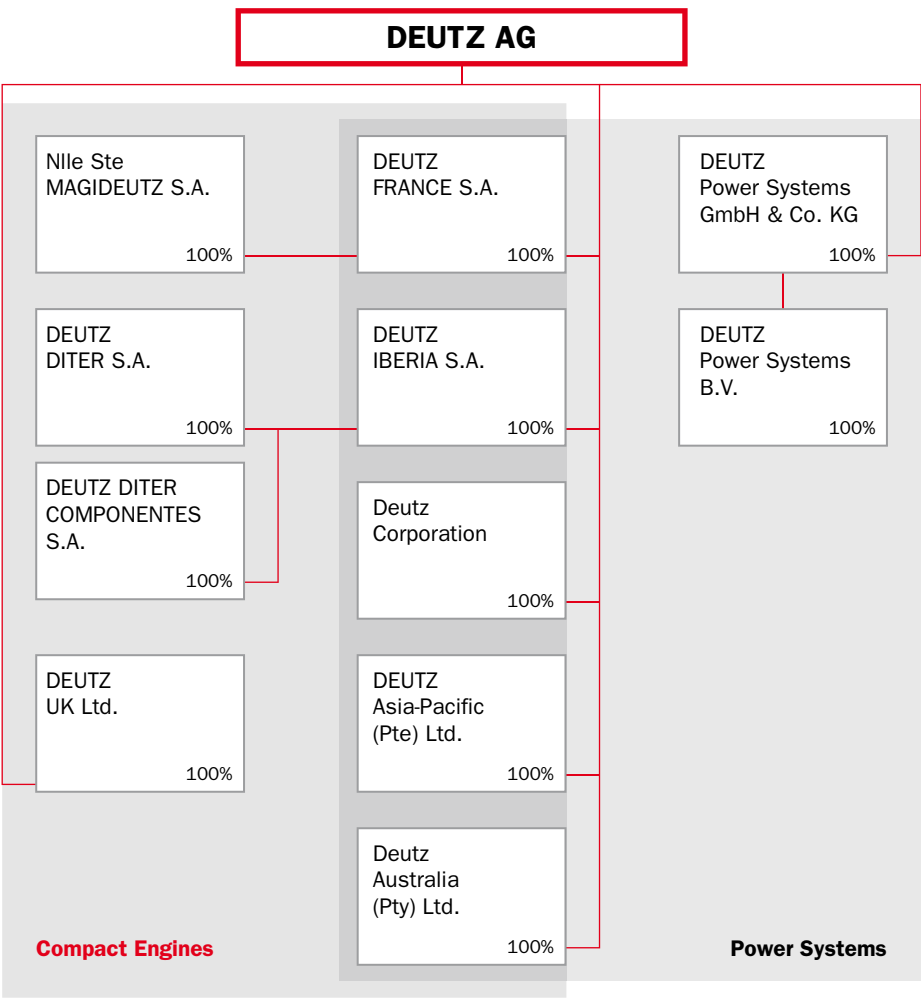 DEUTZ AG
NIle Ste
MAGIDEUTZ S.A.
100%
DEUTZ
FRANCE S.A.
100%
DEUTZ
Power Systems
GmbH & Co. KG
100%
DEUTZ
DITER S.A.
100%
DEUTZ
IBERIA S.A.
100%
DEUTZ
Power Systems
B.V.
100%
DEUTZ DITER
COMPONENTES
S.A.
100%
Deutz
Corporation
100%
DEUTZ
UK Ltd.
100%
DEUTZ
Asia-Pacific
(Pte) Ltd.
100%
Deutz
Australia
(Pty) Ltd.
100%
Compact Engines
Power Systems